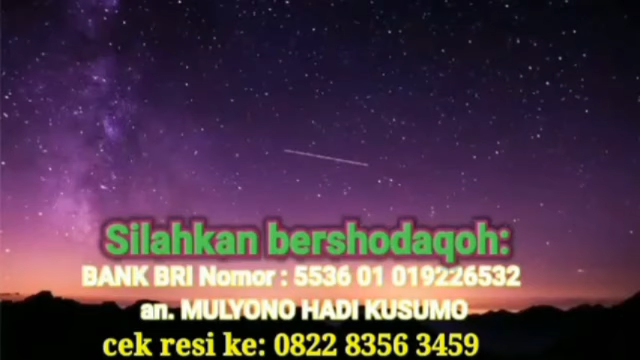 Silahkan bershodaqoh:
BANK BRI Nomor : 5536 01 019226532
an. MULYONO HADI KUSUMO
cek resi ke: 0822 8356 3459